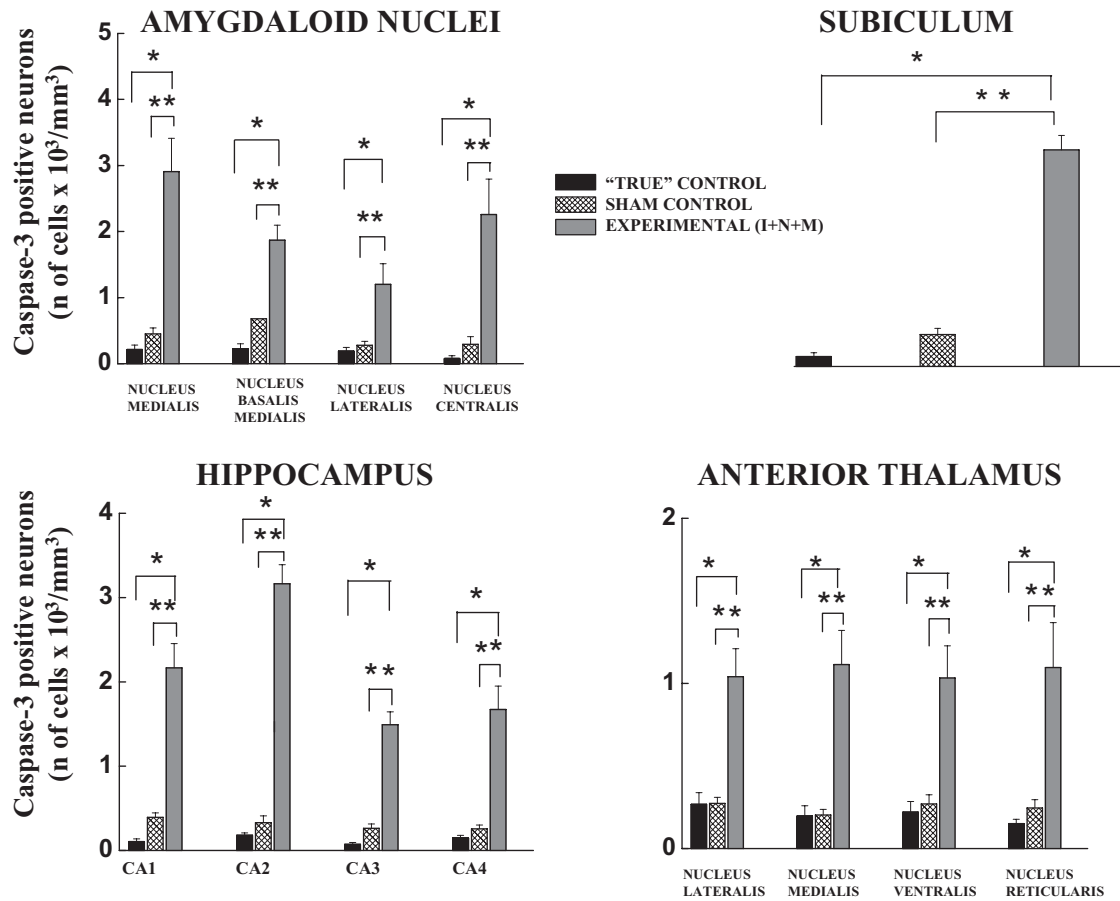 AMYGDALOID NUCLEI
Caspase-3 positive neurons
(n of cells x 10³/mm³)
5
4
3
2
1
0
*
**
*
**
*
**
*
**
NUCLEUS
MEDIALIS
NUCLEUS
BASALIS
MEDIALIS
NUCLEUS
LATERALIS
NUCLEUS
CENTRALIS
SUBICULUM
*
* *
“TRUE” CONTROL
SHAM CONTROL
EXPERIMENTAL (I+N+M)
HIPPOCAMPUS
Caspase-3 positive neurons
(n of cells x 10³/mm³)
4
3
2
1
0
*
**
*
**
*
**
*
**
CA1
CA2
CA3
CA4
ANTERIOR THALAMUS
2
1
0
*
**
*
**
*
**
*
**
NUCLEUS
LATERALIS
NUCLEUS
MEDIALIS
NUCLEUS
VENTRALIS
NUCLEUS
RETICULARIS